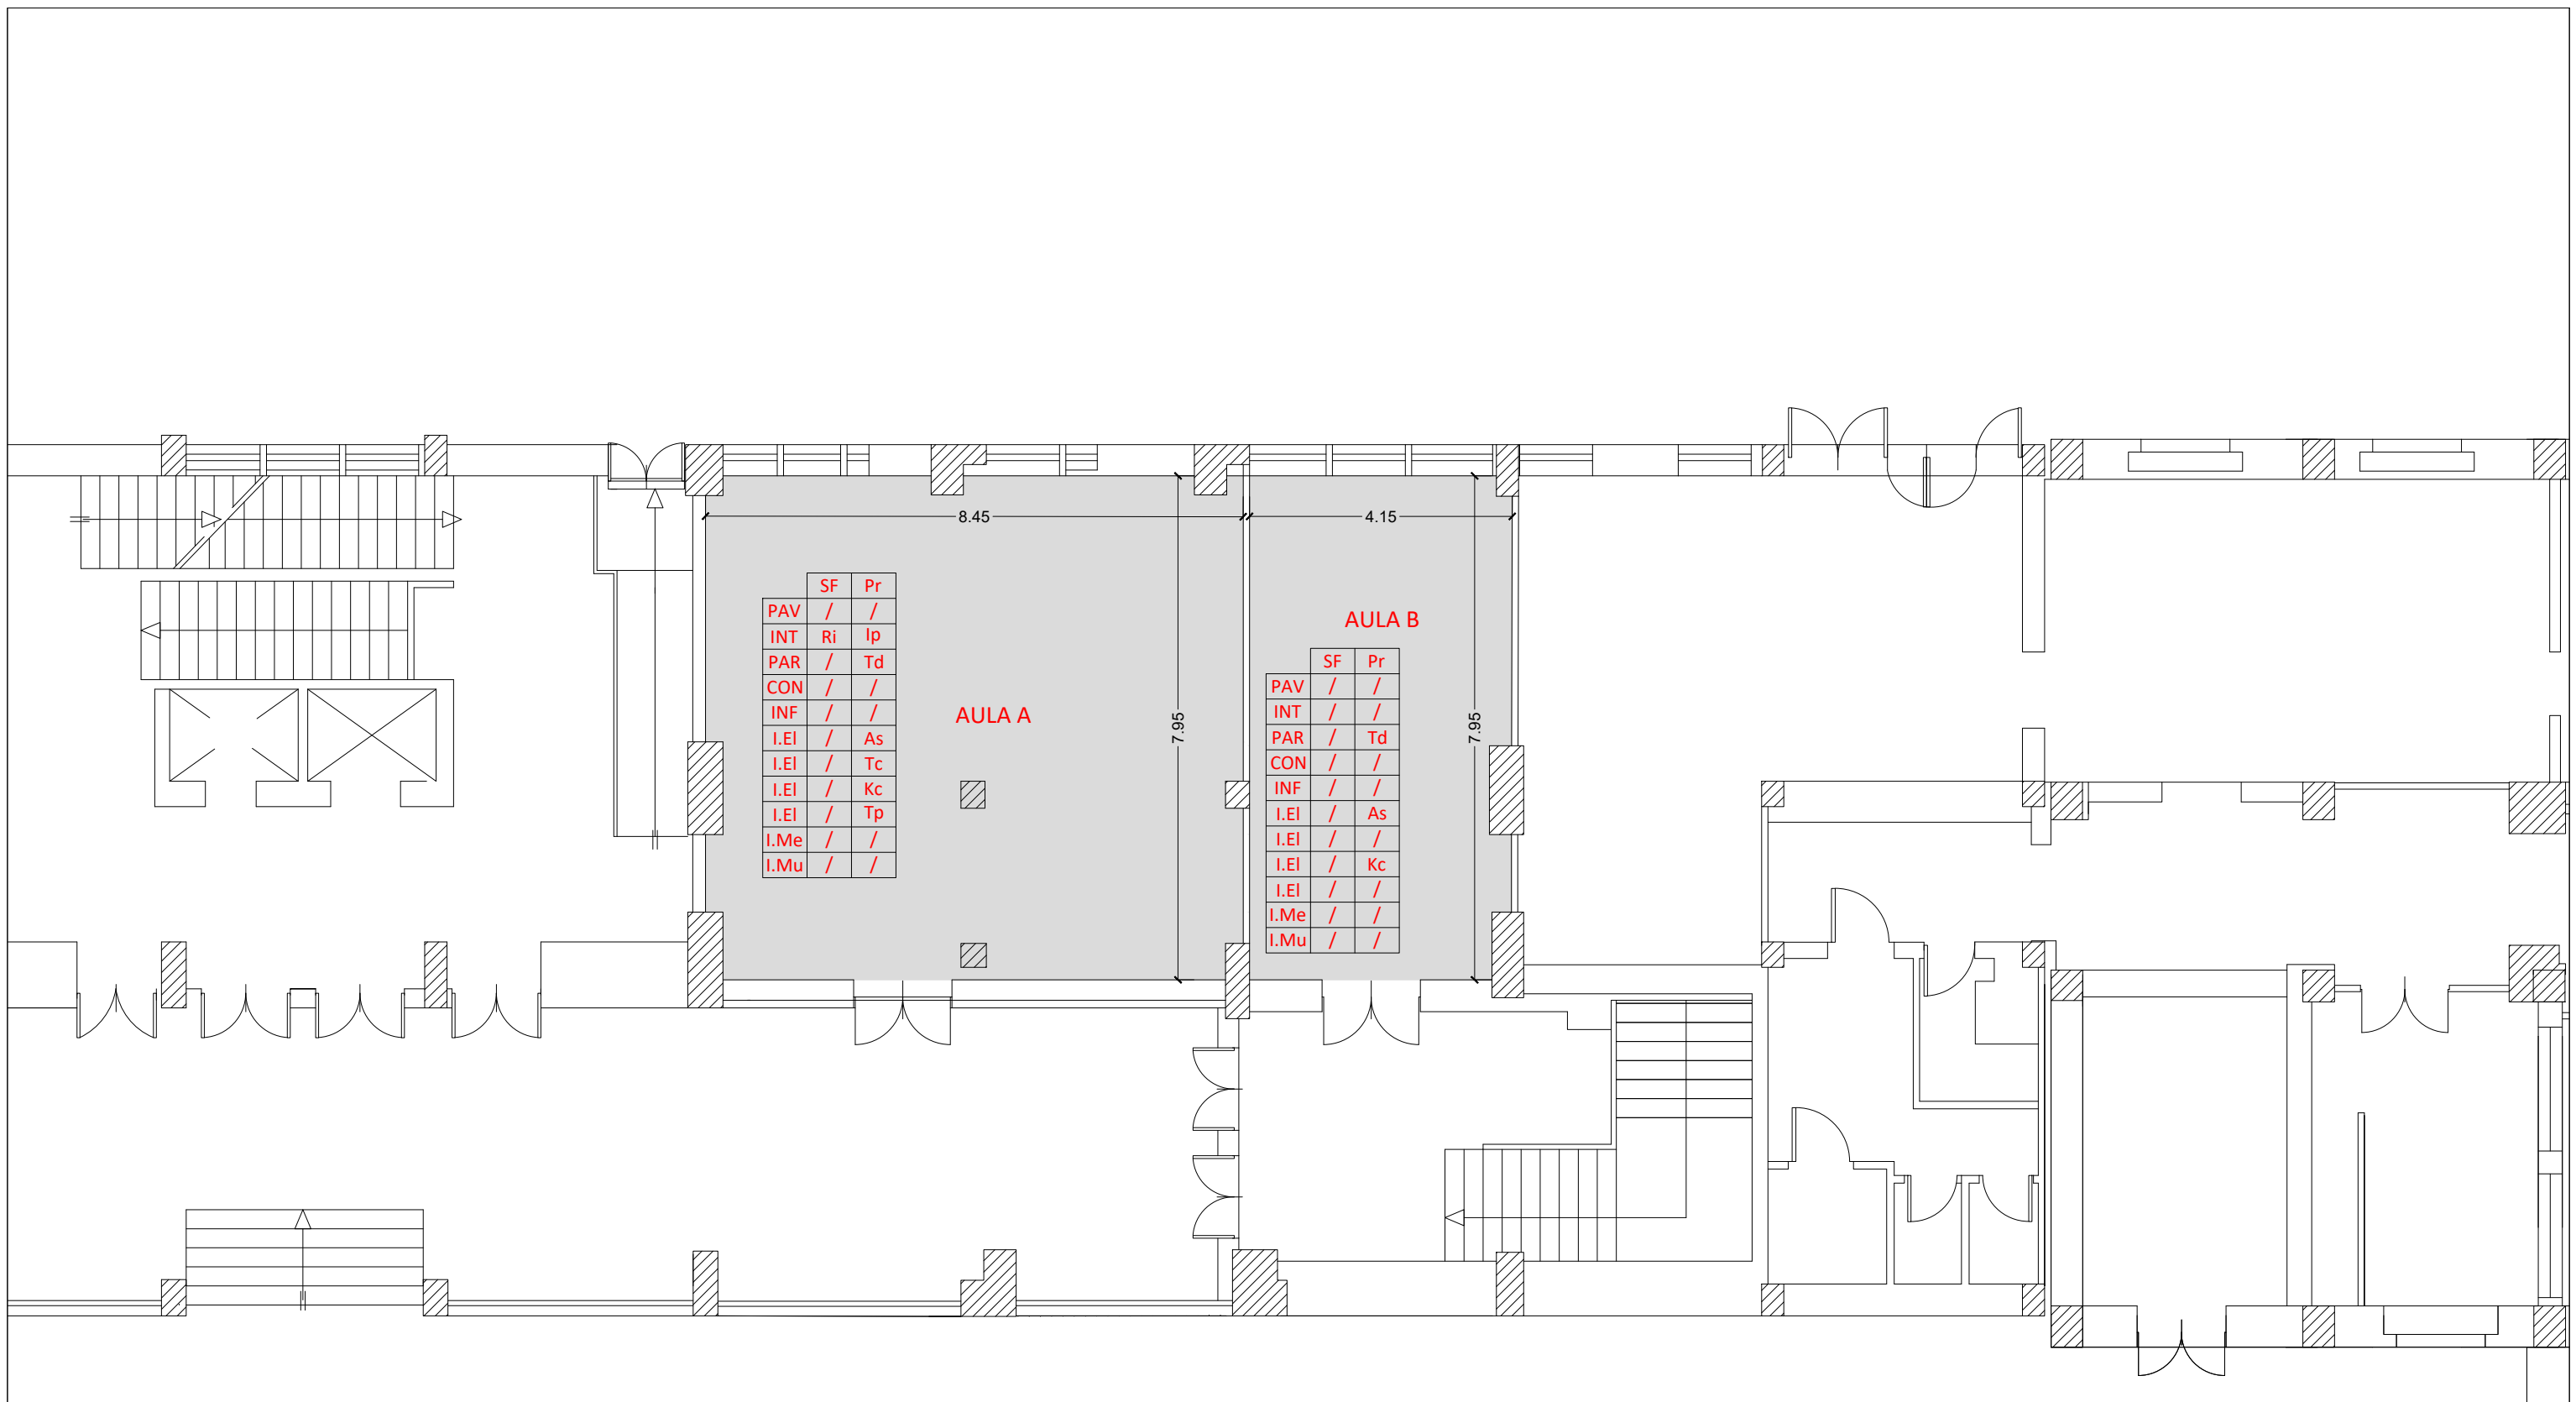 8.45
4.15
SF Pr
PAV / /
INT Ri Ip
PAR / Td
CON / /
INF / /
I.El / As
I.El / Tc
I.El / Kc
I.El / Tp
I.Me / /
I.Mu / /
AULA A
7.95
AULA B
SF Pr
PAV / /
INT / /
PAR / Td
CON / /
INF / /
I.El / As
I.El / /
I.El / Kc
I.El / /
I.Me / /
I.Mu / /
7.95